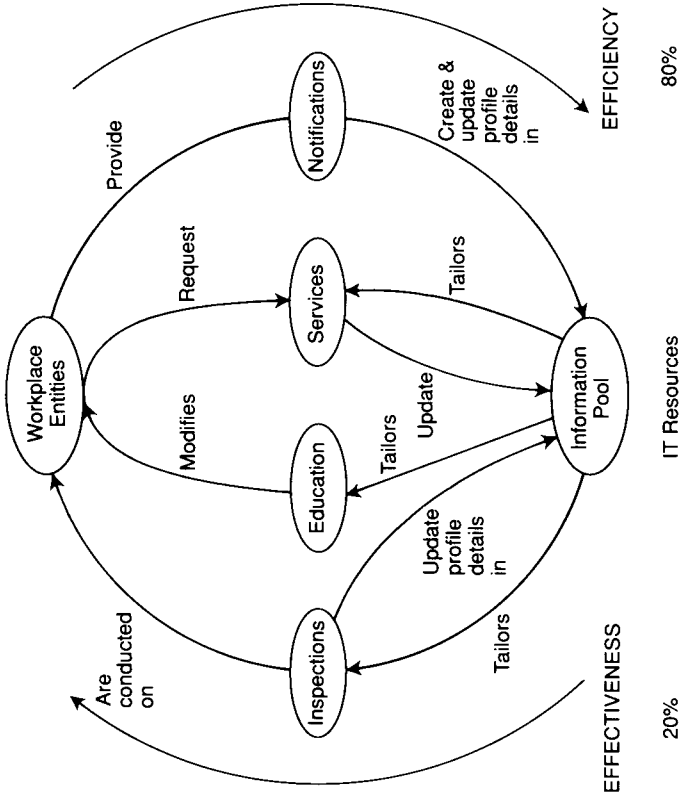 Workplace
Entities
Are
conducted
on
Modifies
Request
Provide
Inspections
Education
Services
Notifications
Update
profile
details
in
Tailors
Update
Tailors
Create &
update
profile
details
in
Tailors
Information
Pool
EFFECTIVENESS
EFFICIENCY
20%
IT Resources
80%